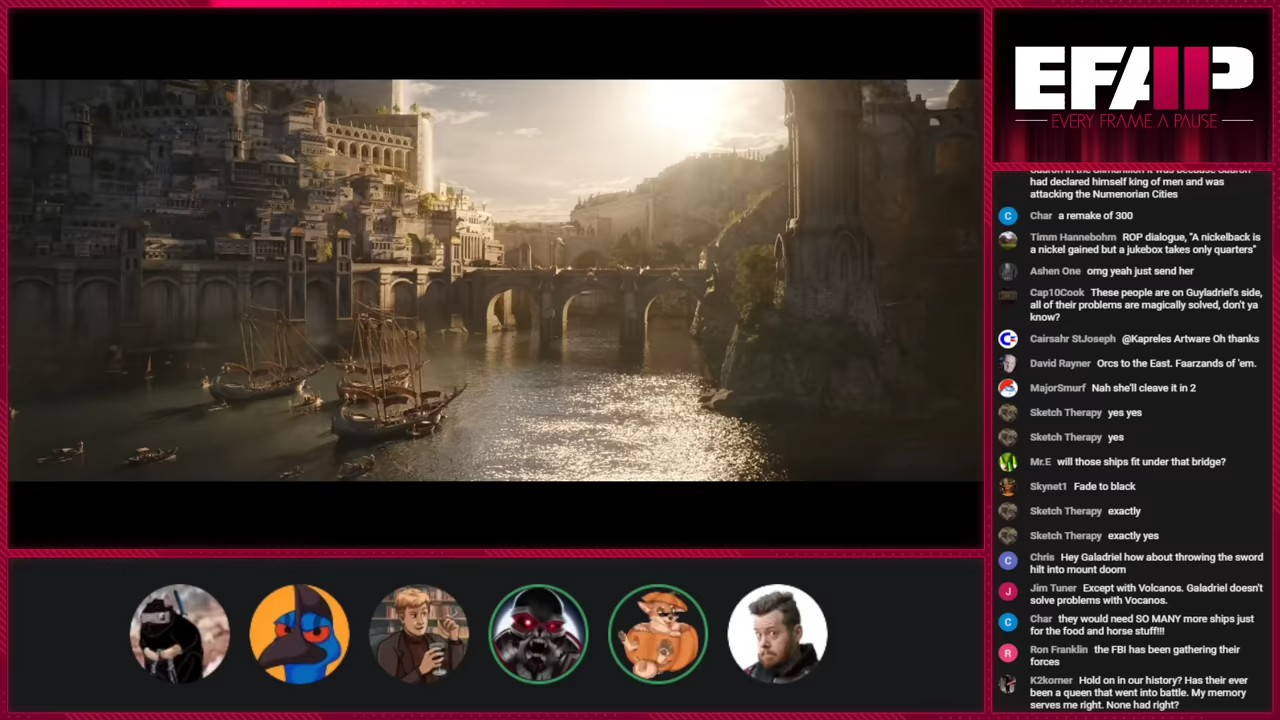 EFAP
EVERY FRAME A PAUSE
had declared himself king of men and was
attacking the Numenorian Cities
C Char a remake of 300
Timm Hannebohm ROP dialogue, "A nickelback is
a nickel gained but a jukebox takes only quarters"
Ashen One omg yeah just send her
Cap10Cook These people are on Guyladriel's side,
all of their problems are magically solved, don't ya
know?
Cairsahr StJoseph @Kapreles Artware Oh thanks
David Rayner Orcs to the East. Faarzands of 'em.
MajorSmurf Nah she'll cleave it in 2
Sketch Therapy yes yes
Sketch Therapy yes
Mr.E will those ships fit under that bridge?
Skynet1 Fade to black
Sketch Therapy exactly
Sketch Therapy exactly yes
C Chris Hey Galadriel how about throwing the sword
hilt into mount doom
J Jim Tuner Except with Volcanos. Galadriel doesn't
solve problems with Vocanos.
C Char they would need SO MANY more ships just
for the food and horse stuff!!!
R Ron Franklin the FBI has been gathering their
forces
K2korner Hold on in our history? Has their ever
been a queen that went into battle. My memory
serves me right. None had right?